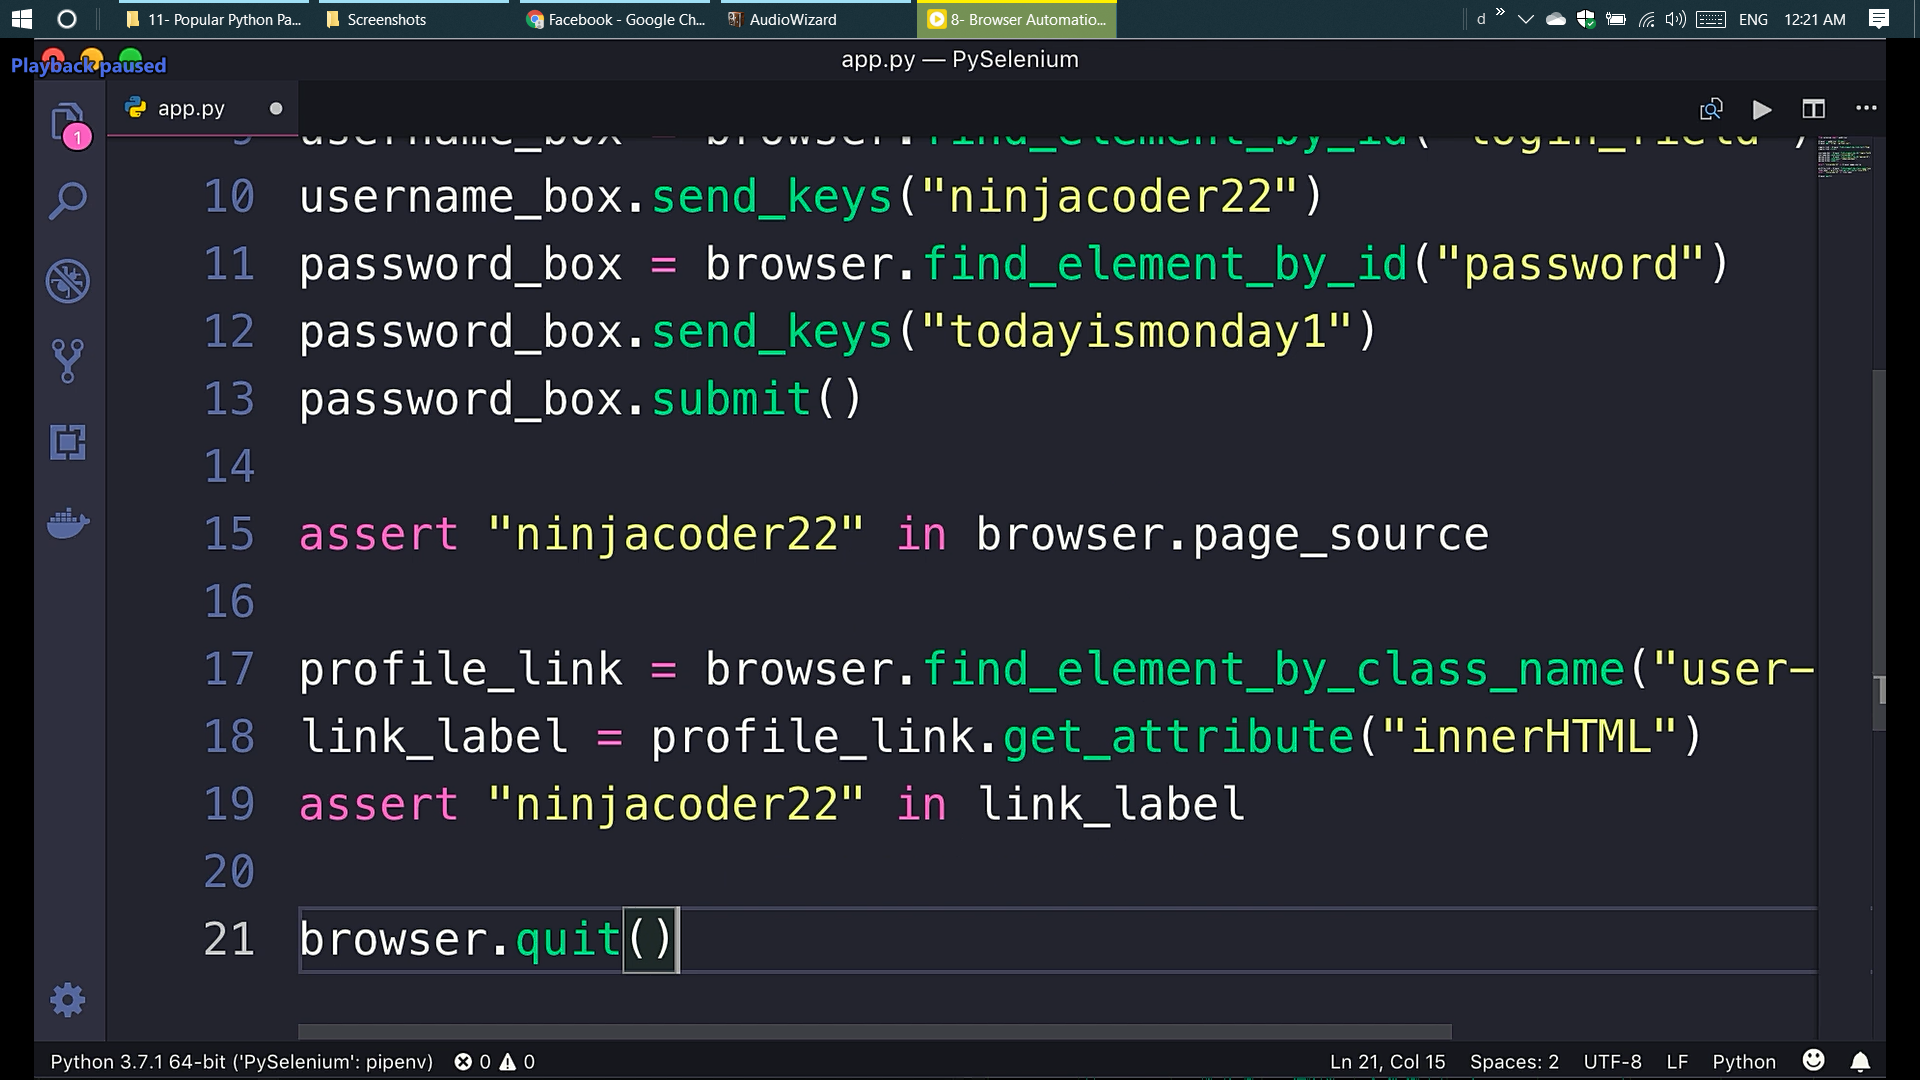 11- Popular Python Pa...
Screenshots
Facebook - Google Ch...
AudioWizard
8- Browser Automatio...
d
»
ENG
12:21 AM
Playback paused
app.py — PySelenium
1
app.py
9 username_box = browser.find_element_by_id("login_field")
10 username_box.send_keys("ninjacoder22")
11 password_box = browser.find_element_by_id("password")
12 password_box.send_keys("todayismonday1")
13 password_box.submit()
14
15 assert "ninjacoder22" in browser.page_source
16
17 profile_link = browser.find_element_by_class_name("user-
18 link_label = profile_link.get_attribute("innerHTML")
19 assert "ninjacoder22" in link_label
20
21 browser.quit()
Python 3.7.1 64-bit ('PySelenium': pipenv) 0 0
Ln 21, Col 15 Spaces: 2 UTF-8 LF Python